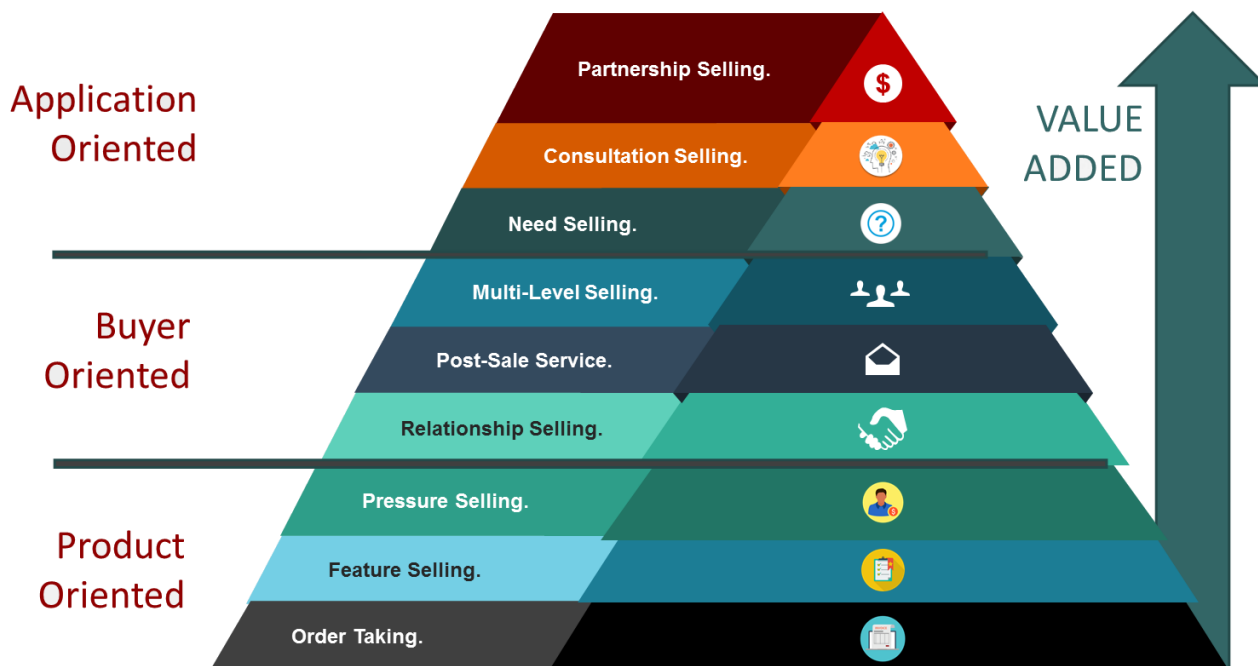 Partnership Selling.
Application
Oriented
$
VALUE
ADDED
Consultation Selling.
Need Selling.
?
Multi-Level Selling.
Buyer
Oriented
Post-Sale Service.
Relationship Selling.
Pressure Selling.
Product
Oriented
Feature Selling.
Order Taking.